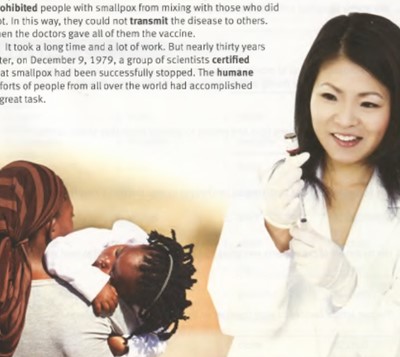 ohibited people with smallpox from mixing with those who did
ot. In this way, they could not transmit the disease to others.
hen the doctors gave all of them the vaccine.
It took a long time and a lot of work. But nearly thirty years
ter, on December 9, 1979, a group of scientists certified
at smallpox had been successfully stopped. The humane
forts of people from all over the world had accomplished
great task.